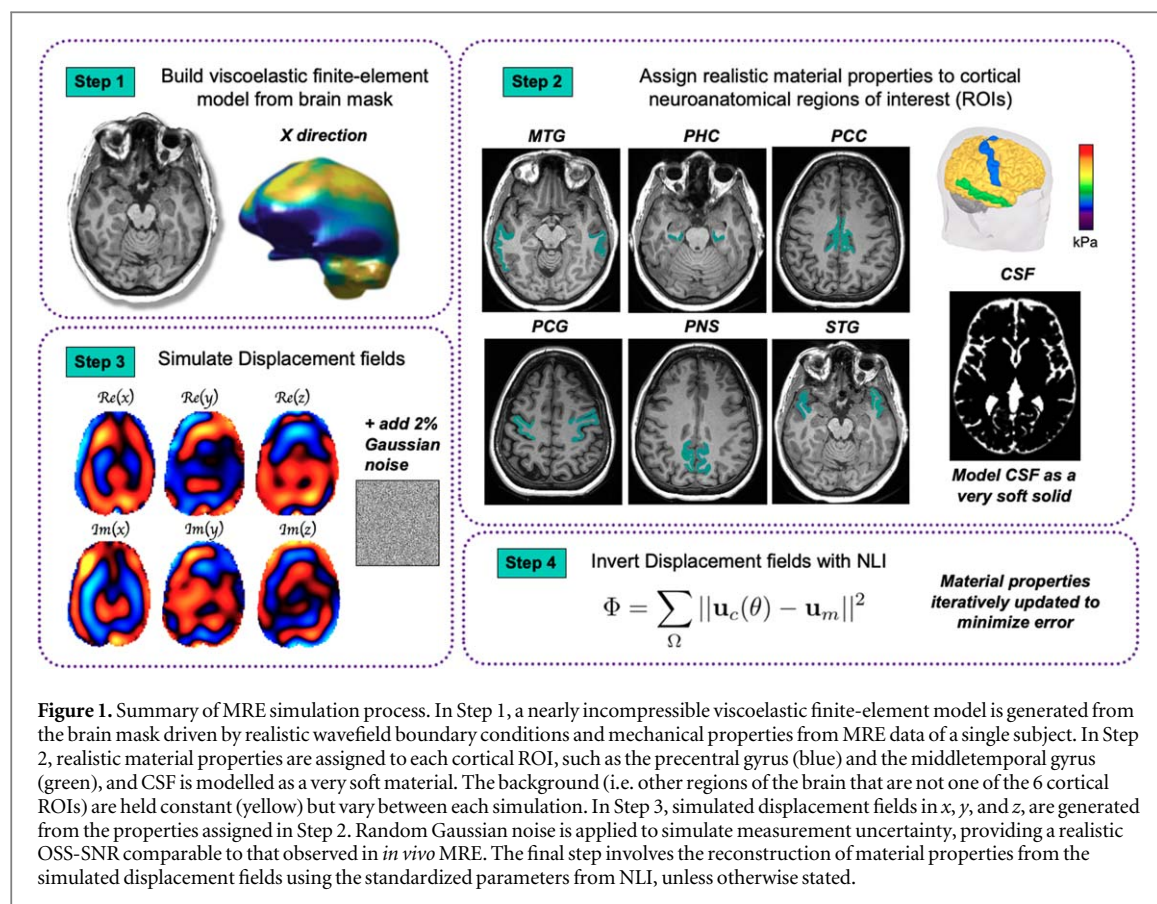 Step 1
Build viscoelastic finite-element
model from brain mask
X direction
Step 2
Assign realistic material properties to cortical
neuroanatomical regions of interest (ROIs)
MTG
PHC
PCC
kPa
PCG
PNS
STG
CSF
Model CSF as a
very soft solid
Step 3
Simulate Displacement fields
Re(x)
Re(y)
Re(z)
Im(x)
Im(y)
Im(z)
+ add 2%
Gaussian
noise
Step 4
Invert Displacement fields with NLI
Φ = ∑_Ω ||u_c(θ) − u_m||²
Material properties
iteratively updated to
minimize error
Figure 1. Summary of MRE simulation process. In Step 1, a nearly incompressible viscoelastic finite-element model is generated from
the brain mask driven by realistic wavefield boundary conditions and mechanical properties from MRE data of a single subject. In Step
2, realistic material properties are assigned to each cortical ROI, such as the precentral gyrus (blue) and the middletemporal gyrus
(green), and CSF is modelled as a very soft material. The background (i.e. other regions of the brain that are not one of the 6 cortical
ROIs) are held constant (yellow) but vary between each simulation. In Step 3, simulated displacement fields in x, y, and z, are generated
from the properties assigned in Step 2. Random Gaussian noise is applied to simulate measurement uncertainty, providing a realistic
OSS-SNR comparable to that observed in in vivo MRE. The final step involves the reconstruction of material properties from the
simulated displacement fields using the standardized parameters from NLI, unless otherwise stated.